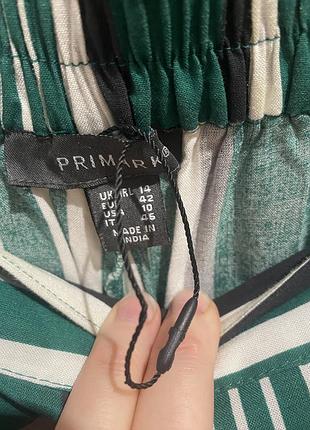 PRIMARK
UK/IRL 14
EUR 42
USA 10
IT 46
MADE IN
INDIA